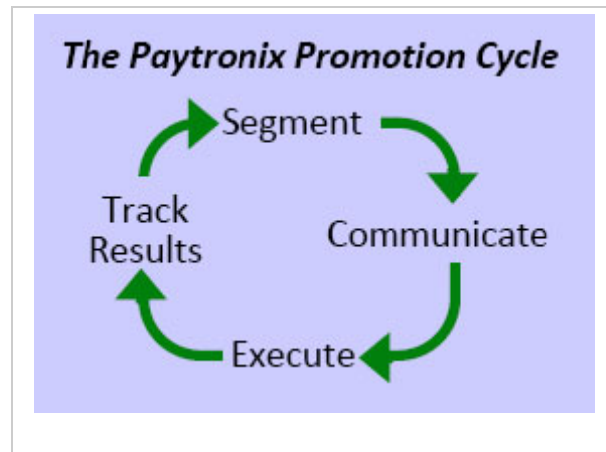 The Paytronix Promotion Cycle
Segment
Communicate
Execute
Track
Results